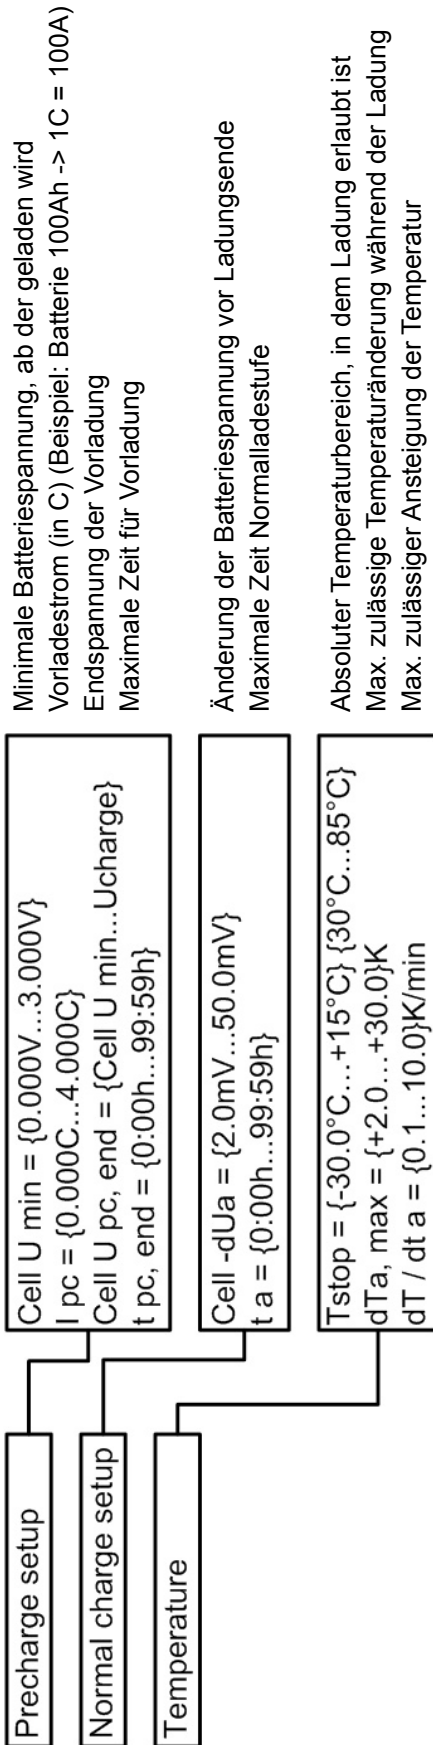 Precharge setup
Cell U min = {0.000V...3.000V}
I pc = {0.000C...4.000C}
Cell U pc, end = {Cell U min...Ucharge}
t pc, end = {0:00h...99:59h}
Minimale Batteriespannung, ab der geladen wird
Vorladestrom (in C) (Beispiel: Batterie 100Ah -> 1C = 100A)
Endspannung der Vorladung
Maximale Zeit für Vorladung
Normal charge setup
Cell -dUa = {2.0mV...50.0mV}
t a = {0:00h...99:59h}
Änderung der Batteriespannung vor Ladungsende
Maximale Zeit Normalladestufe
Temperature
Tstop = {-30.0°C...+15°C} {30°C...85°C}
dTa, max = {+2.0...+30.0}K
dT / dt a = {0.1...10.0}K/min
Absoluter Temperaturbereich, in dem Ladung erlaubt ist
Max. zulässige Temperaturänderung während der Ladung
Max. zulässiger Ansteigung der Temperatur